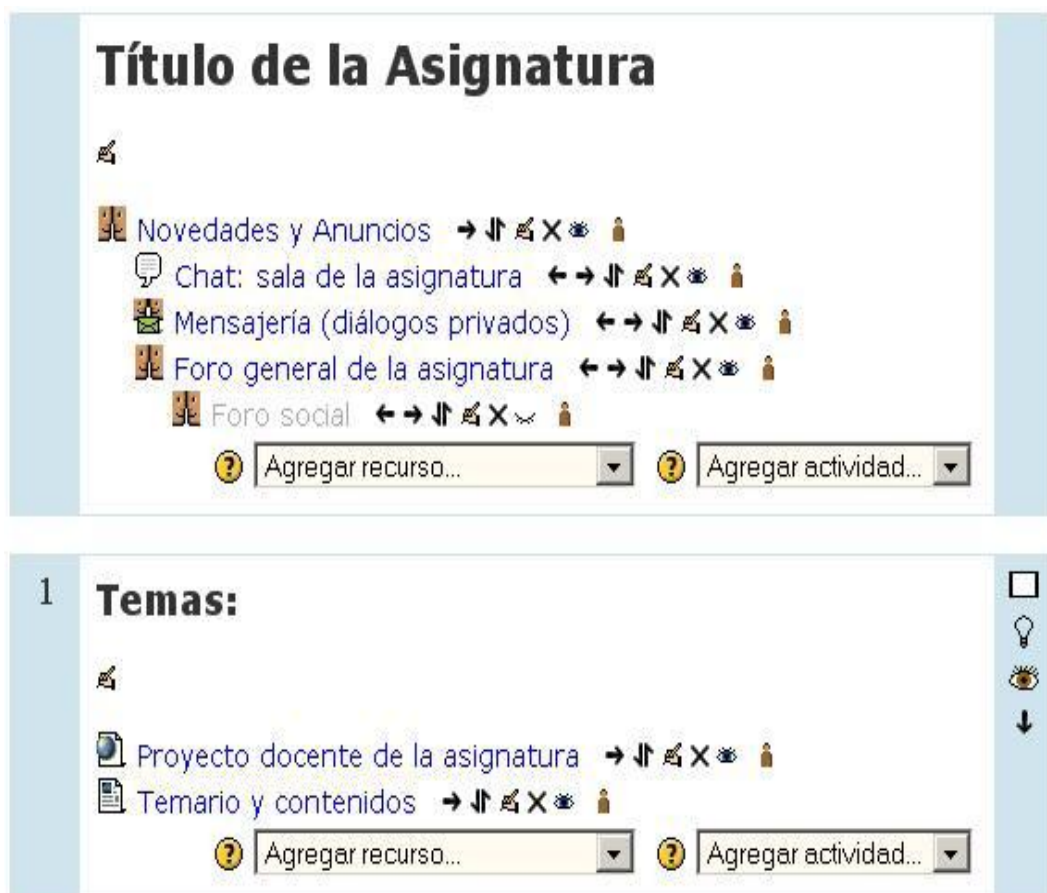 Título de la Asignatura
Novedades y Anuncios
Chat: sala de la asignatura
Mensajería (diálogos privados)
Foro general de la asignatura
Foro social
? Agregar recurso... ? Agregar actividad...
1 Temas:
Proyecto docente de la asignatura
Temario y contenidos
? Agregar recurso... ? Agregar actividad...